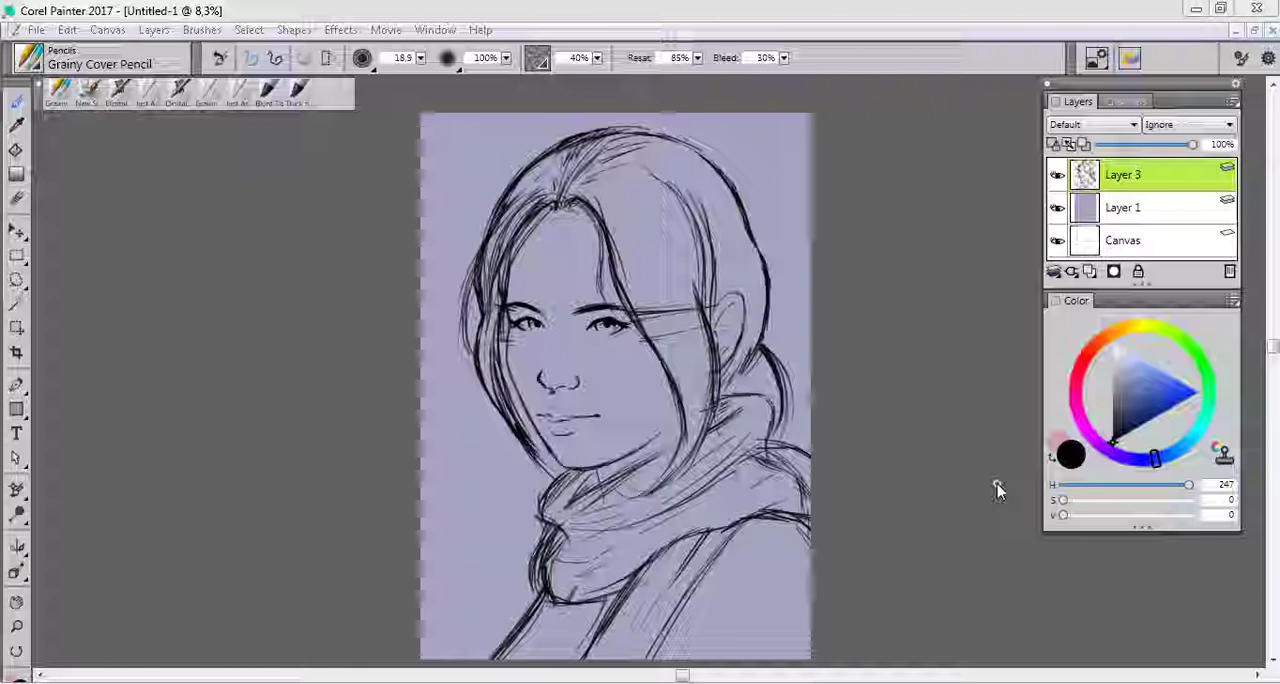 Corel Painter 2017 - [Untitled-1 @ 8,3%]
File Edit Canvas Layers Brushes Select Shapes Effects Movie Window Help
Pencils
Grainy Cover Pencil
18.9 100% 40% Resat: 85% Bleed: 30%
Layers
Default Ignore
100%
Layer 3
Layer 1
Canvas
Color
H 247
S 0
V 0
T